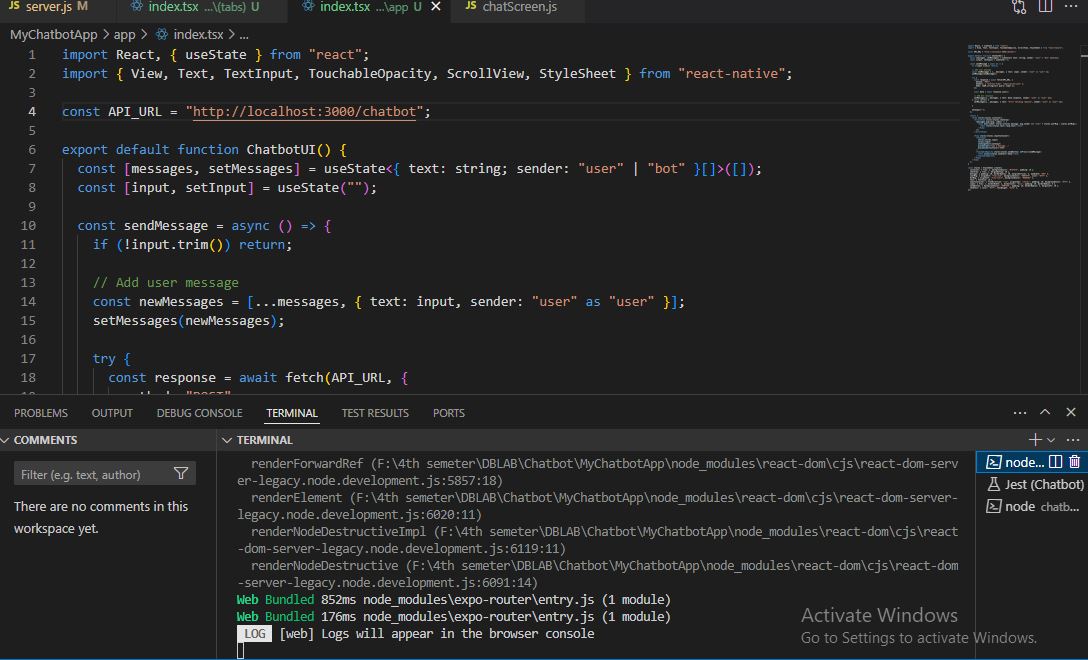 JS server.js M index.tsx ...\(tabs) U index.tsx ...\app U JS chatScreen.js
MyChatbotApp > app > index.tsx > ...
1 import React, { useState } from "react";
2 import { View, Text, TextInput, TouchableOpacity, ScrollView, StyleSheet } from "react-native";
3
4 const API_URL = "http://localhost:3000/chatbot";
5
6 export default function ChatbotUI() {
7 const [messages, setMessages] = useState<{ text: string; sender: "user" | "bot" }[]>([]);
8 const [input, setInput] = useState("");
9
10 const sendMessage = async () => {
11 if (!input.trim()) return;
12
13 // Add user message
14 const newMessages = [...messages, { text: input, sender: "user" as "user" }];
15 setMessages(newMessages);
16
17 try {
18 const response = await fetch(API_URL, {
PROBLEMS OUTPUT DEBUG CONSOLE TERMINAL TEST RESULTS PORTS
COMMENTS
Filter (e.g. text, author)
There are no comments in this
workspace yet.
TERMINAL
renderForwardRef (F:\4th semeter\DBLAB\Chatbot\MyChatbotApp\node_modules\react-dom\cjs\react-dom-serv
er-legacy.node.development.js:5857:18)
renderElement (F:\4th semeter\DBLAB\Chatbot\MyChatbotApp\node_modules\react-dom\cjs\react-dom-server-
legacy.node.development.js:6020:11)
renderNodeDestructiveImpl (F:\4th semeter\DBLAB\Chatbot\MyChatbotApp\node_modules\react-dom\cjs\react
-dom-server-legacy.node.development.js:6119:11)
renderNodeDestructive (F:\4th semeter\DBLAB\Chatbot\MyChatbotApp\node_modules\react-dom\cjs\react-dom
-server-legacy.node.development.js:6091:14)
Web Bundled 852ms node_modules\expo-router\entry.js (1 module)
Web Bundled 176ms node_modules\expo-router\entry.js (1 module)
LOG [web] Logs will appear in the browser console
node...
Jest (Chatbot)
node chatb...
Activate Windows
Go to Settings to activate Windows.